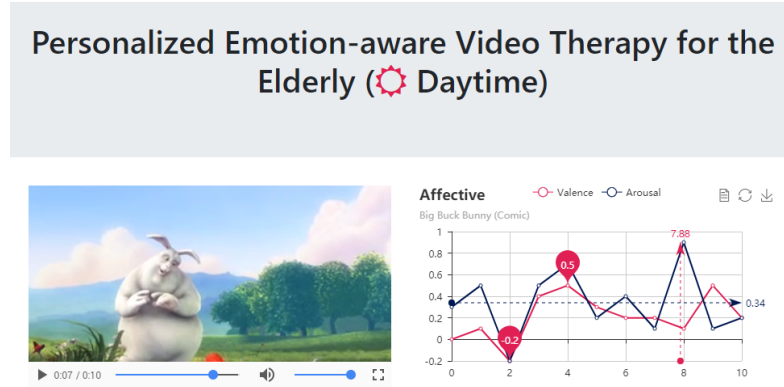 Personalized Emotion-aware Video Therapy for the
Elderly ( Daytime)
Affective
Valence
Arousal
Big Buck Bunny (Comic)
7.88
1
0.8
0.6
0.5
0.4
0.34
0.2
0
-0.2
-0.2
0
2
4
6
8
10
0:07 / 0:10